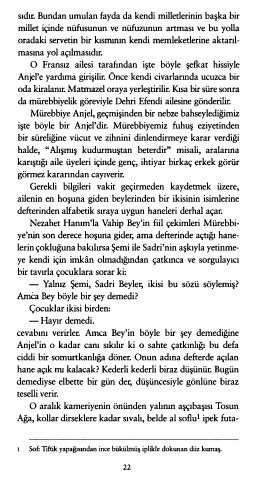 sıdır. Bundan umulan fayda da kendi milletlerinin başka bir
millet içinde nüfusunun ve nüfuzunun artması ve bu yolla
oradaki servetin bir kısmının kendi memleketlerine aktarıl-
masına yol açılmasıdır.
O Fransız ailesi tarafından işte böyle şefkat hissiyle
Anjel'e yardıma girişilir. Önce kendi civarlarında ucuzca bir
oda kiralanır. Matmazel oraya yerleştirilir. Kısa bir süre sonra
da mürebbiyelik göreviyle Dehri Efendi ailesine gönderilir.
Mürebbiye Anjel, geçmişinden bir nebze bahseylediğimiz
işte böyle bir Anjel'dir. Mürebbiyemiz fuhuş eziyetinden
bir süreliğine vücut ve zihnini dinlendirmeye karar verdiği
halde, "Alışmış kudurmuştan beterdir" misali, aralarına
karıştığı aile üyeleri içinde genç, ihtiyar birkaç erkek görür
görmez kararından cayıverir.
Gerekli bilgileri vakit geçirmeden kaydetmek üzere,
ailenin en hoşuna giden beylerinden bir ikisinin isimlerine
defterinden alfabetik sıraya uygun haneleri derhal açar.
Nezahet Hanım'la Vahip Bey'in fiil çekimleri Mürebbi-
ye'nin son derece hoşuna gider, ama defterinde açtığı hane-
lerin çokluğuna bakılırsa Şemi ile Sadri'nin aşkıyla yetinme-
ye kendi için imkân olmadığından çatkınca ve sorgulayıcı
bir tavırla çocuklara sorar ki:
— Yalnız Şemi, Sadri Beyler, ikisi bu sözü söylemiş?
Amca Bey böyle bir şey demedi?
Çocuklar ikisi birden:
— Hayır demedi.
cevabını verirler. Amca Bey'in böyle bir şey demediğine
Anjel'in o kadar canı sıkılır ki o sahte çatkınlığı bu defa
ciddi bir somurtkanlığa döner. Onun adına defterde açılan
hane açık mı kalacak? Kederli kederli biraz düşünür. Bugün
demediyse elbette bir gün der, düşüncesiyle gönlüne biraz
teselli verir.
O aralık kameriyenin önünden yalının aşçıbaşısı Tosun
Ağa, kollar dirseklere kadar sıvalı, belde al soflu¹ ipek futa-
1 Sof: Tiftik yapağısından ince bükülmüş iplikle dokunan düz kumaş.
22